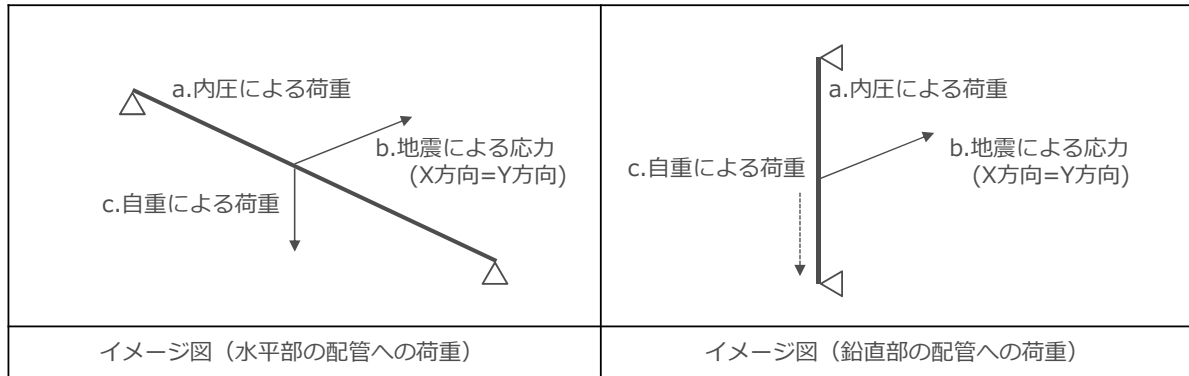 a.内圧による荷重
b.地震による応力
(X方向=Y方向)
c.自重による荷重
イメージ図（水平部の配管への荷重）
a.内圧による荷重
b.地震による応力
(X方向=Y方向)
c.自重による荷重
イメージ図（鉛直部の配管への荷重）